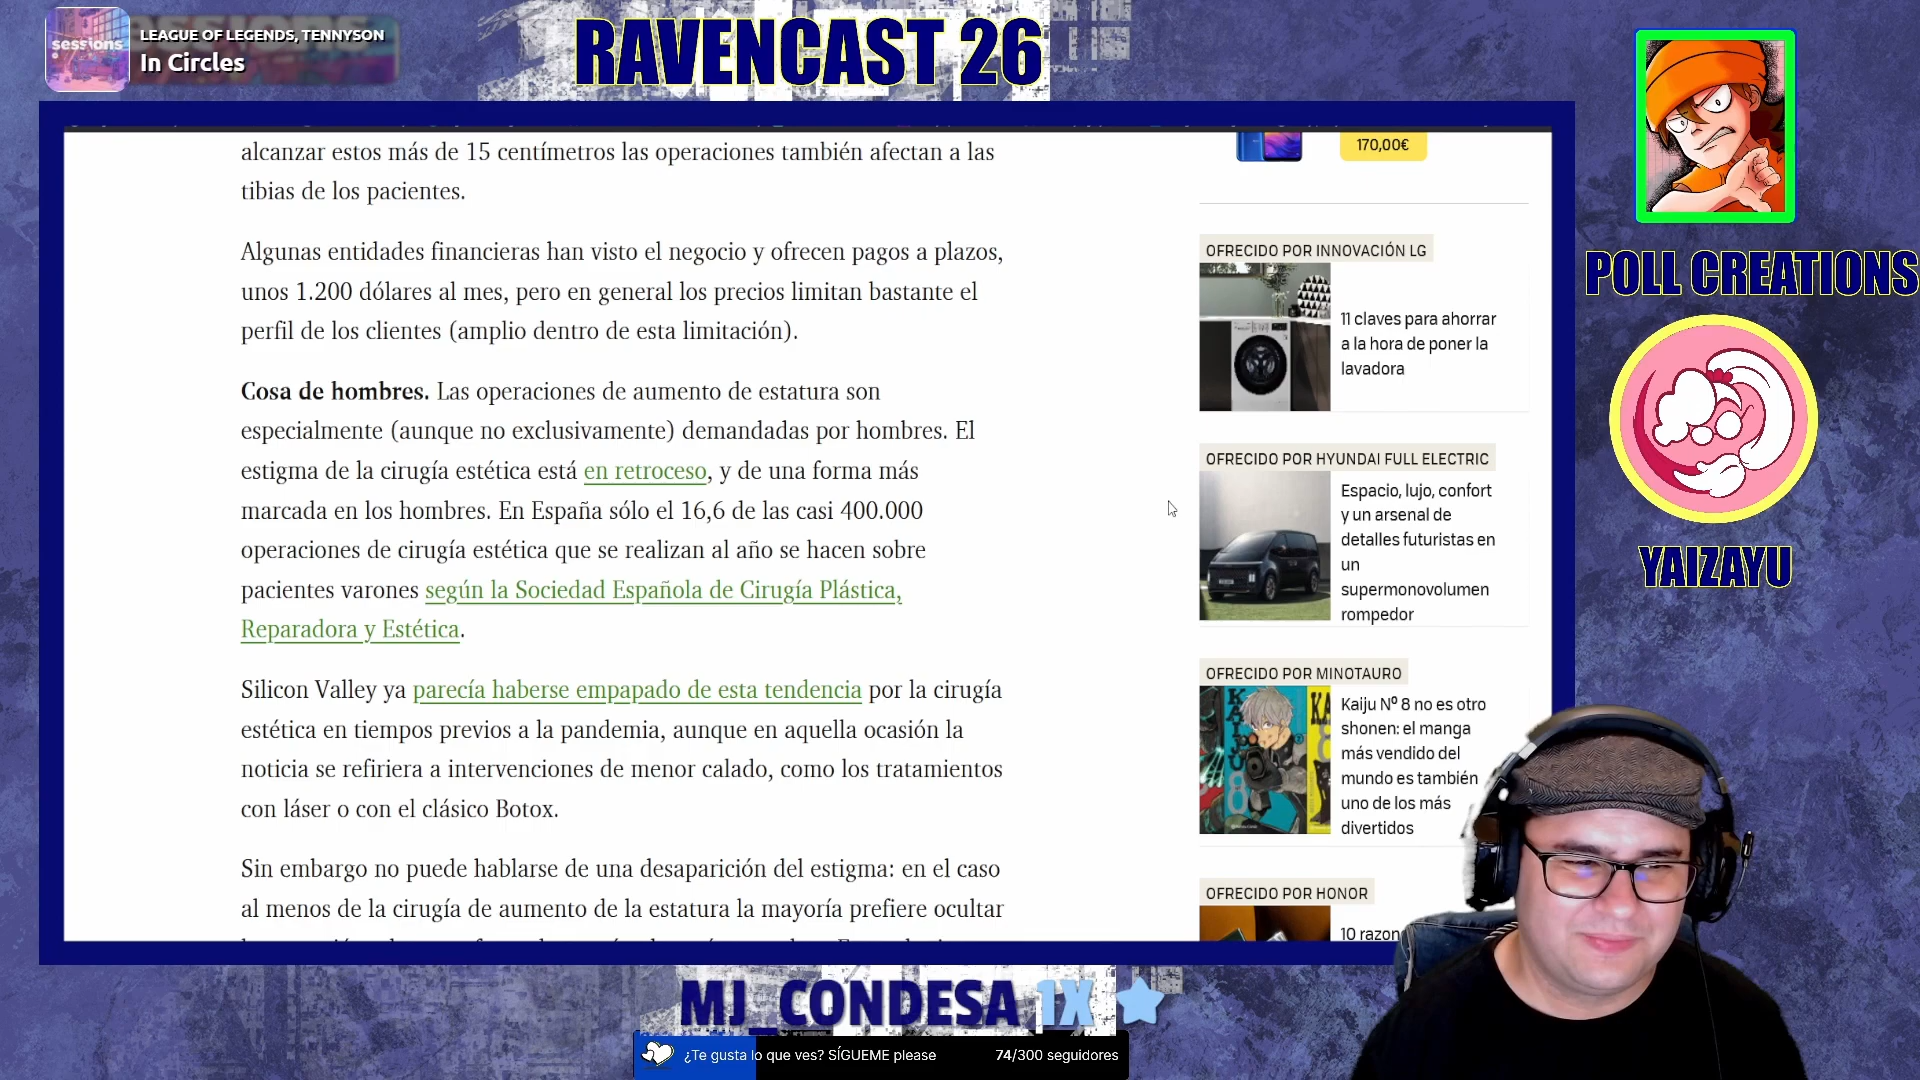 sessions
LEAGUE OF LEGENDS, TENNYSON
In Circles
RAVENCAST 26
alcanzar estos más de 15 centímetros las operaciones también afectan a las
tibias de los pacientes.
Algunas entidades financieras han visto el negocio y ofrecen pagos a plazos,
unos 1.200 dólares al mes, pero en general los precios limitan bastante el
perfil de los clientes (amplio dentro de esta limitación).
Cosa de hombres. Las operaciones de aumento de estatura son
especialmente (aunque no exclusivamente) demandadas por hombres. El
estigma de la cirugía estética está en retroceso, y de una forma más
marcada en los hombres. En España sólo el 16,6 de las casi 400.000
operaciones de cirugía estética que se realizan al año se hacen sobre
pacientes varones según la Sociedad Española de Cirugía Plástica,
Reparadora y Estética.
Silicon Valley ya parecía haberse empapado de esta tendencia por la cirugía
estética en tiempos previos a la pandemia, aunque en aquella ocasión la
noticia se refiriera a intervenciones de menor calado, como los tratamientos
con láser o con el clásico Botox.
Sin embargo no puede hablarse de una desaparición del estigma: en el caso
al menos de la cirugía de aumento de la estatura la mayoría prefiere ocultar
170,00€
OFRECIDO POR INNOVACIÓN LG
11 claves para ahorrar
a la hora de poner la
lavadora
OFRECIDO POR HYUNDAI FULL ELECTRIC
Espacio, lujo, confort
y un arsenal de
detalles futuristas en
un
supermonovolumen
rompedor
OFRECIDO POR MINOTAURO
Kaiju Nº 8 no es otro
shonen: el manga
más vendido del
mundo es también
uno de los más
divertidos
OFRECIDO POR HONOR
10 razon
POLL CREATIONS
YAIZAYU
MJ_CONDESA 1X
¿Te gusta lo que ves? SÍGUEME please
74/300 seguidores